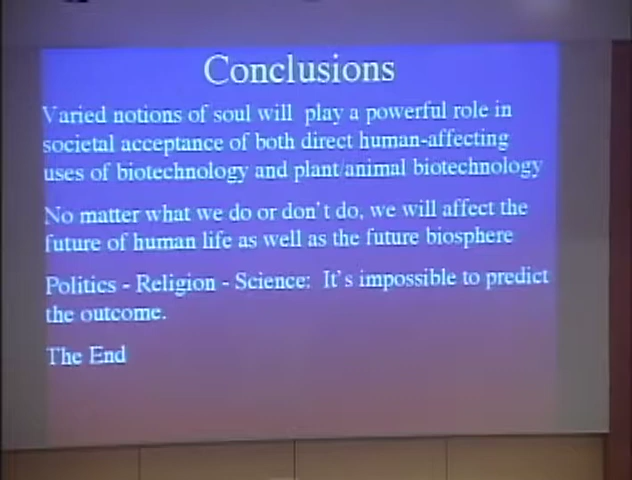 Conclusions
Varied notions of soul will play a powerful role in
societal acceptance of both direct human-affecting
uses of biotechnology and plant/animal biotechnology
No matter what we do or don't do, we will affect the
future of human life as well as the future biosphere
Politics - Religion - Science: It's impossible to predict
the outcome.
The End